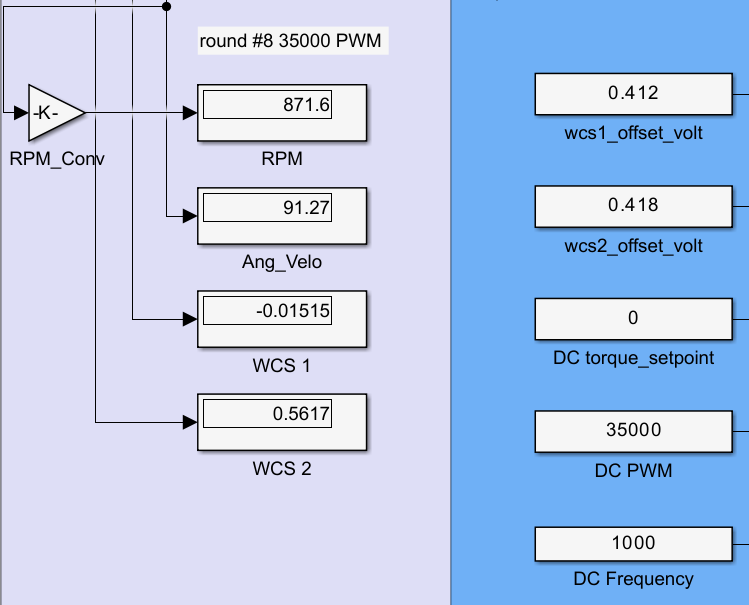 round #8 35000 PWM
-K-
RPM_Conv
871.6
RPM
91.27
Ang_Velo
-0.01515
WCS 1
0.5617
WCS 2
0.412
wcs1_offset_volt
0.418
wcs2_offset_volt
0
DC torque_setpoint
35000
DC PWM
1000
DC Frequency